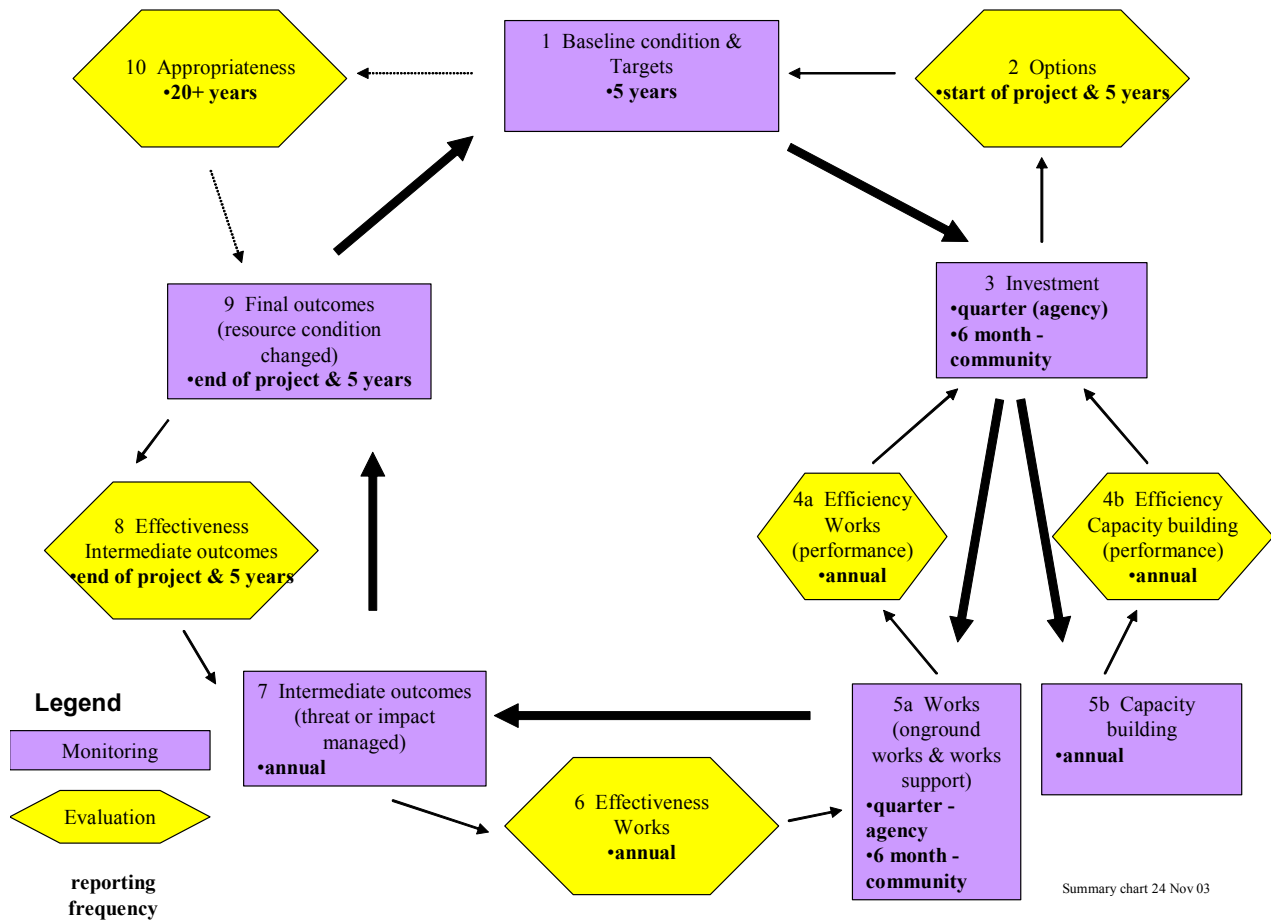 10 Appropriateness
•20+ years
1 Baseline condition &
Targets
•5 years
2 Options
•start of project & 5 years
3 Investment
•quarter (agency)
•6 month -
community
9 Final outcomes
(resource condition
changed)
•end of project & 5 years
4a Efficiency
Works
(performance)
•annual
4b Efficiency
Capacity building
(performance)
•annual
8 Effectiveness
Intermediate outcomes
•end of project & 5 years
7 Intermediate outcomes
(threat or impact
managed)
•annual
5a Works
(onground
works & works
support)
•quarter -
agency
•6 month -
community
5b Capacity
building
•annual
6 Effectiveness
Works
•annual
Legend
Monitoring
Evaluation
reporting
frequency
Summary chart 24 Nov 03